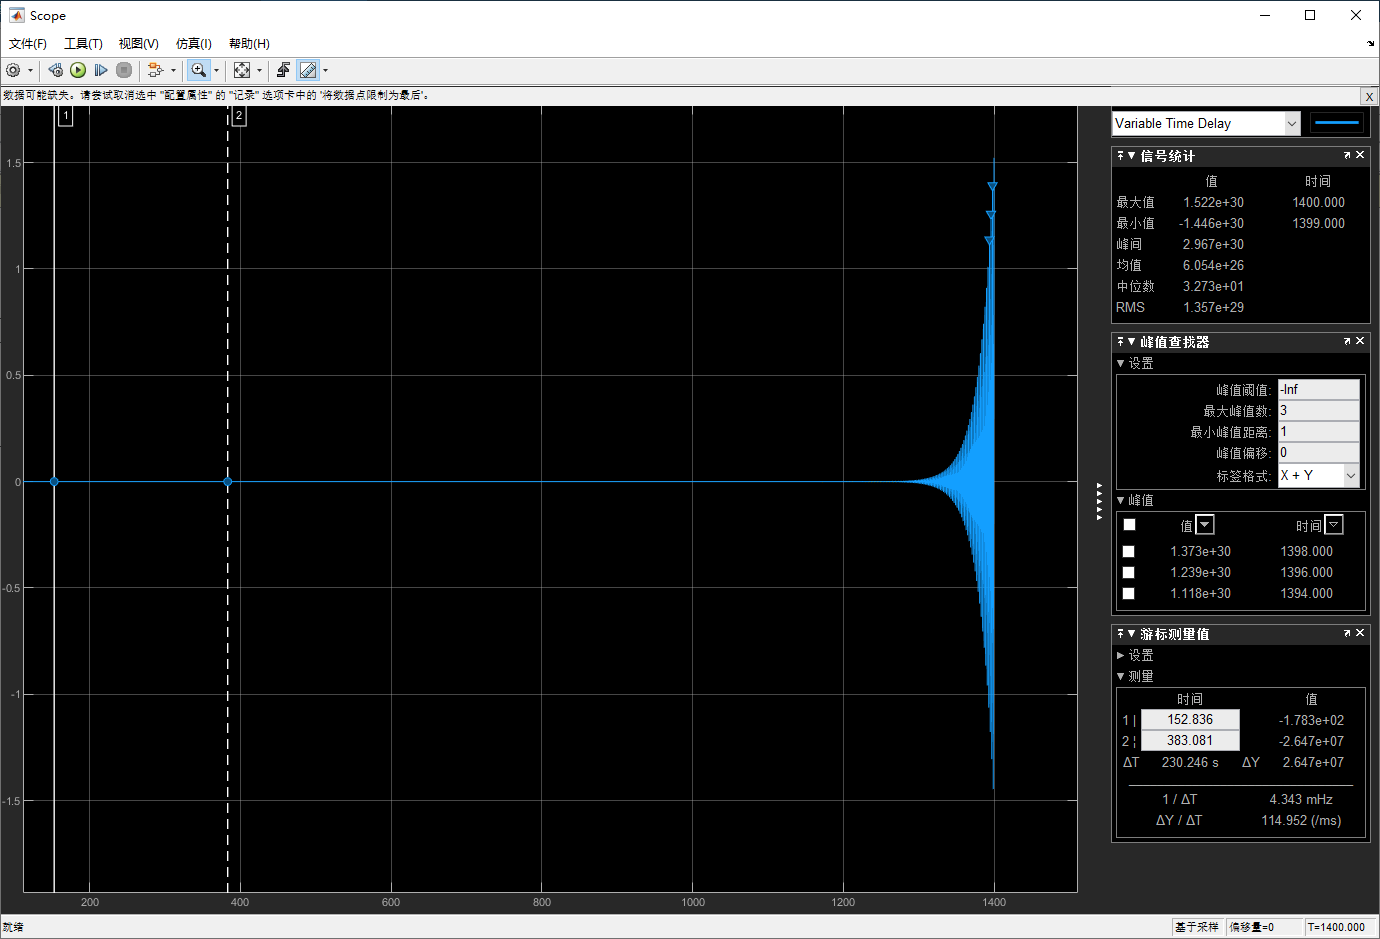 Scope
文件(F) 工具(T) 视图(V) 仿真(I) 帮助(H)
数据可能缺失。请尝试取消选中 "配置属性" 的 "记录" 选项卡中的 '将数据点限制为最后'。
X
1
2
1.5
1
0.5
0
-0.5
-1
-1.5
200 400 600 800 1000 1200 1400
Variable Time Delay
信号统计
值 时间
最大值 1.522e+30 1400.000
最小值 -1.446e+30 1399.000
峰间 2.967e+30
均值 6.054e+26
中位数 3.273e+01
RMS 1.357e+29
峰值查找器
设置
峰值阈值: -Inf
最大峰值数: 3
最小峰值距离: 1
峰值偏移: 0
标签格式: X + Y
峰值
值 时间
1.373e+30 1398.000
1.239e+30 1396.000
1.118e+30 1394.000
游标测量值
设置
测量
时间 值
1 | 152.836 -1.783e+02
2 ¦ 383.081 -2.647e+07
ΔT 230.246 s ΔY 2.647e+07
1 / ΔT 4.343 mHz
ΔY / ΔT 114.952 (/ms)
就绪
基于采样 偏移量=0 T=1400.000